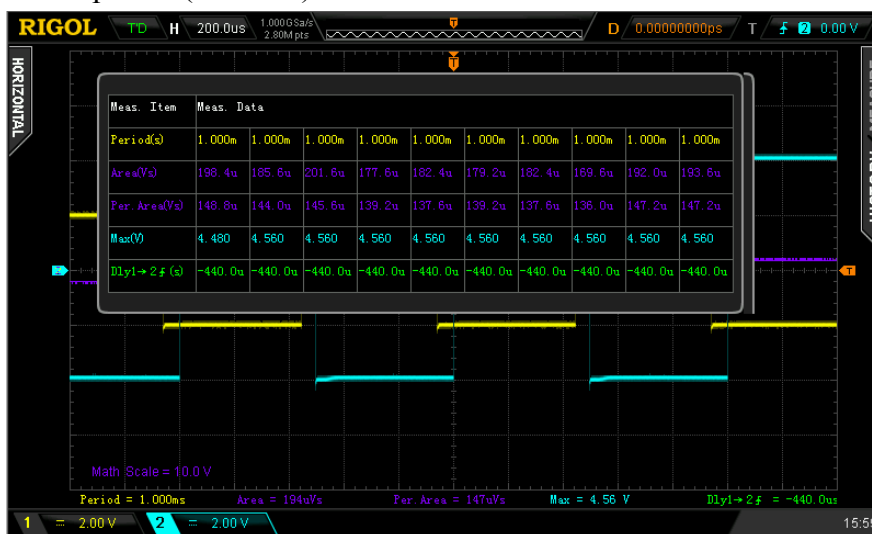 RIGOL T'D H 200.0us 1.000GSa/s 2.80Mpts D 0.00000000ps T 2 0.00 V
HORIZONTAL
Meas. Item Meas. Data
Period(s) 1.000m 1.000m 1.000m 1.000m 1.000m 1.000m 1.000m 1.000m 1.000m 1.000m
Area(Vs) 198.4u 185.6u 201.6u 177.6u 182.4u 179.2u 182.4u 169.6u 192.0u 193.6u
Per.Area(Vs) 148.8u 144.0u 145.6u 139.2u 137.6u 139.2u 137.6u 136.0u 147.2u 147.2u
Max(V) 4.480 4.560 4.560 4.560 4.560 4.560 4.560 4.560 4.560 4.560
Dly1→2⨍(s) -440.0u -440.0u -440.0u -440.0u -440.0u -440.0u -440.0u -440.0u -440.0u -440.0u
Math Scale = 10.0 V
Period = 1.000ms Area = 194uVs Per.Area = 147uVs Max = 4.56 V Dly1→2⨍ = -440.0us
1 = 2.00 V 2 = 2.00 V